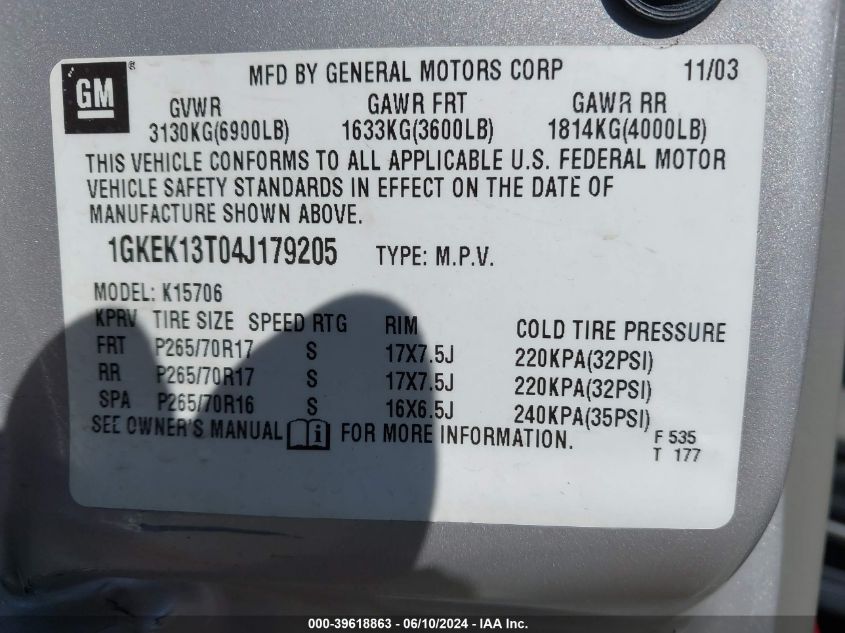 GM ® MFD BY GENERAL MOTORS CORP 11/03
GVWR GAWR FRT GAWR RR
3130KG(6900LB) 1633KG(3600LB) 1814KG(4000LB)
THIS VEHICLE CONFORMS TO ALL APPLICABLE U.S. FEDERAL MOTOR
VEHICLE SAFETY STANDARDS IN EFFECT ON THE DATE OF
MANUFACTURE SHOWN ABOVE.
1GKEK13T04J179205 TYPE: M.P.V.
MODEL: K15706
KPRV TIRE SIZE SPEED RTG RIM COLD TIRE PRESSURE
FRT P265/70R17 S 17X7.5J 220KPA(32PSI)
RR P265/70R17 S 17X7.5J 220KPA(32PSI)
SPA P265/70R16 S 16X6.5J 240KPA(35PSI)
SEE OWNER'S MANUAL i FOR MORE INFORMATION.
F 535
T 177
000-39618863 - 06/10/2024 - IAA Inc.